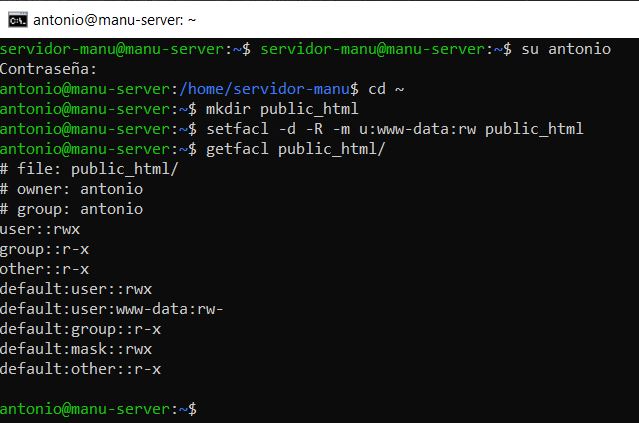 antonio@manu-server: ~
servidor-manu@manu-server:~$ servidor-manu@manu-server:~$ su antonio
Contraseña:
antonio@manu-server:/home/servidor-manu$ cd ~
antonio@manu-server:~$ mkdir public_html
antonio@manu-server:~$ setfacl -d -R -m u:www-data:rw public_html
antonio@manu-server:~$ getfacl public_html/
# file: public_html/
# owner: antonio
# group: antonio
user::rwx
group::r-x
other::r-x
default:user::rwx
default:user:www-data:rw-
default:group::r-x
default:mask::rwx
default:other::r-x
antonio@manu-server:~$